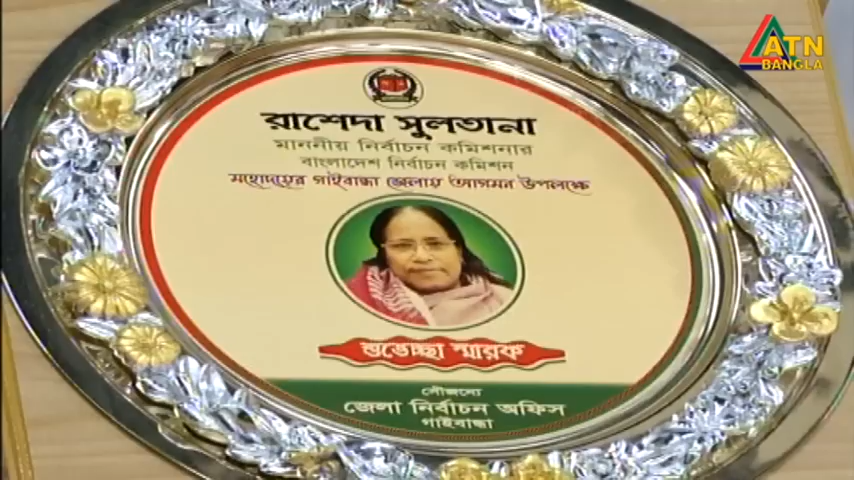 ATN
BANGLA
রাশেদা সুলতানা
মাননীয় নির্বাচন কমিশনার
বাংলাদেশ নির্বাচন কমিশন
মহোদয়ের গাইবান্ধা জেলায় আগমন উপলক্ষে
শুভেচ্ছা স্মারক
সৌজন্যে
জেলা নির্বাচন অফিস
গাইবান্ধা